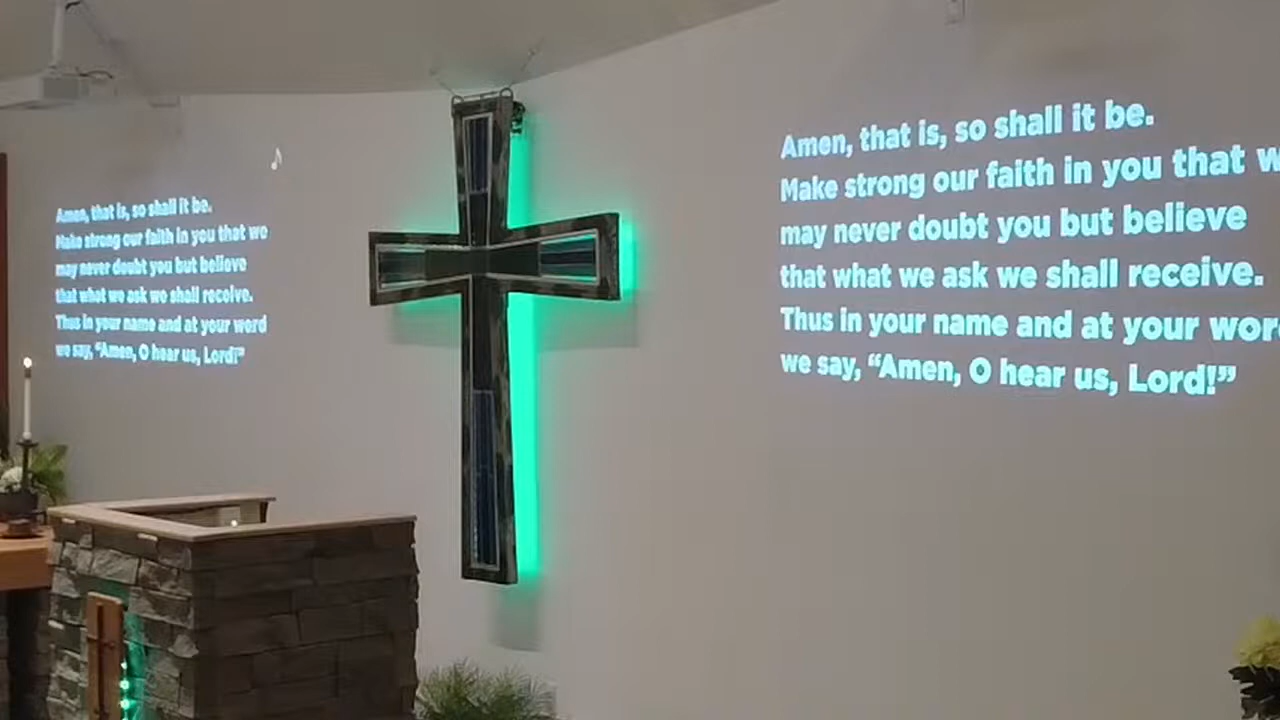 Amen, that is, so shall it be.
Make strong our faith in you that we
may never doubt you but believe
that what we ask we shall receive.
Thus in your name and at your word
we say, “Amen, O hear us, Lord!”
Amen, that is, so shall it be.
Make strong our faith in you that w
may never doubt you but believe
that what we ask we shall receive.
Thus in your name and at your wor
we say, “Amen, O hear us, Lord!”